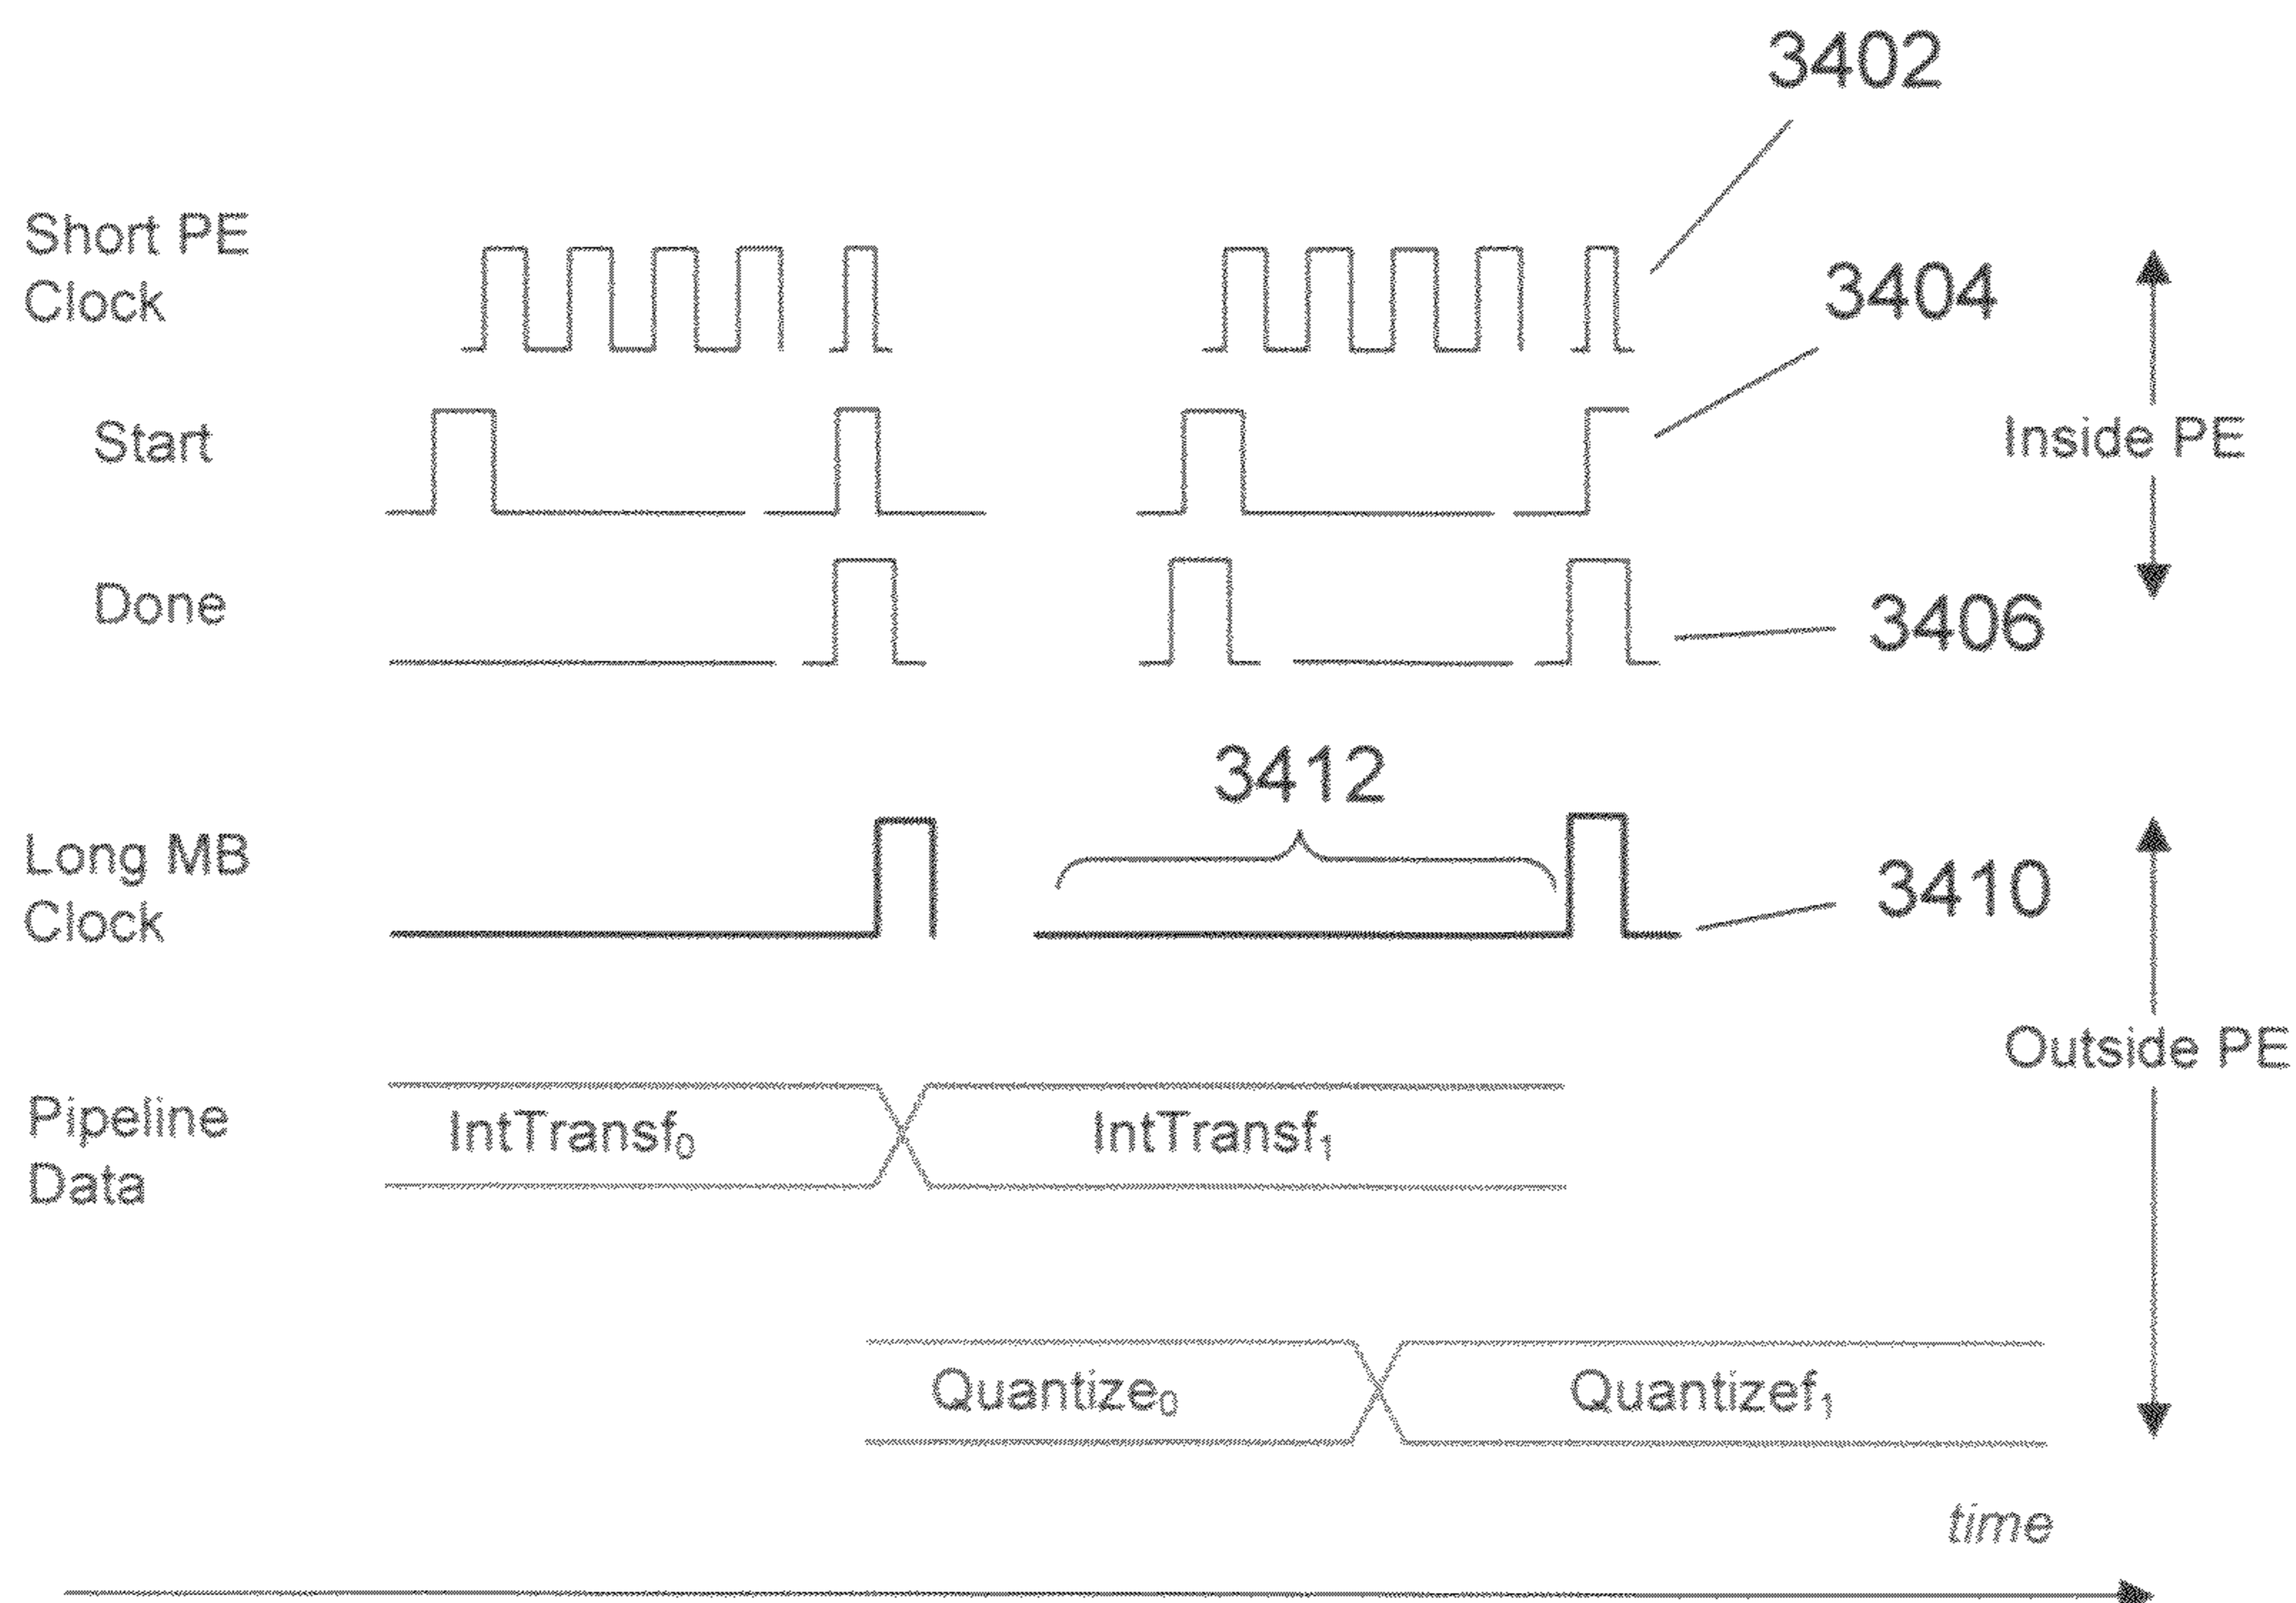 3402
Short PE
Clock
3404
Start
Inside PE
Done
3406
3412
Long MB
Clock
3410
Outside PE
Pipeline
Data
IntTransf₀
IntTransf₁
Quantize₀
Quantizef₁
time